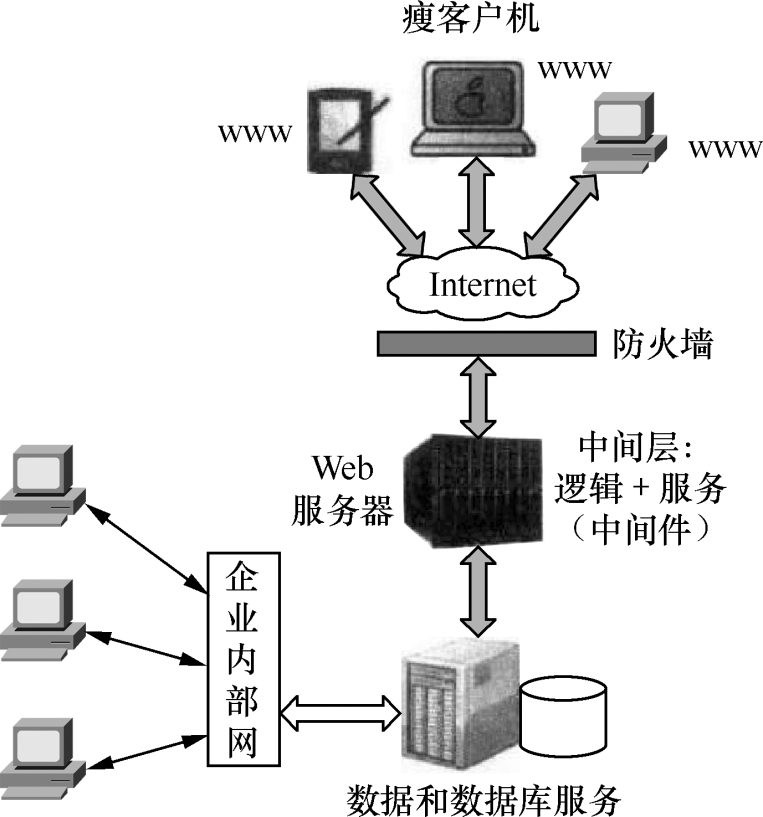 瘦客户机
www
www
www
Internet
防火墙
Web
服务器
中间层:
逻辑 + 服务
（中间件）
企业内部网
数据和数据库服务